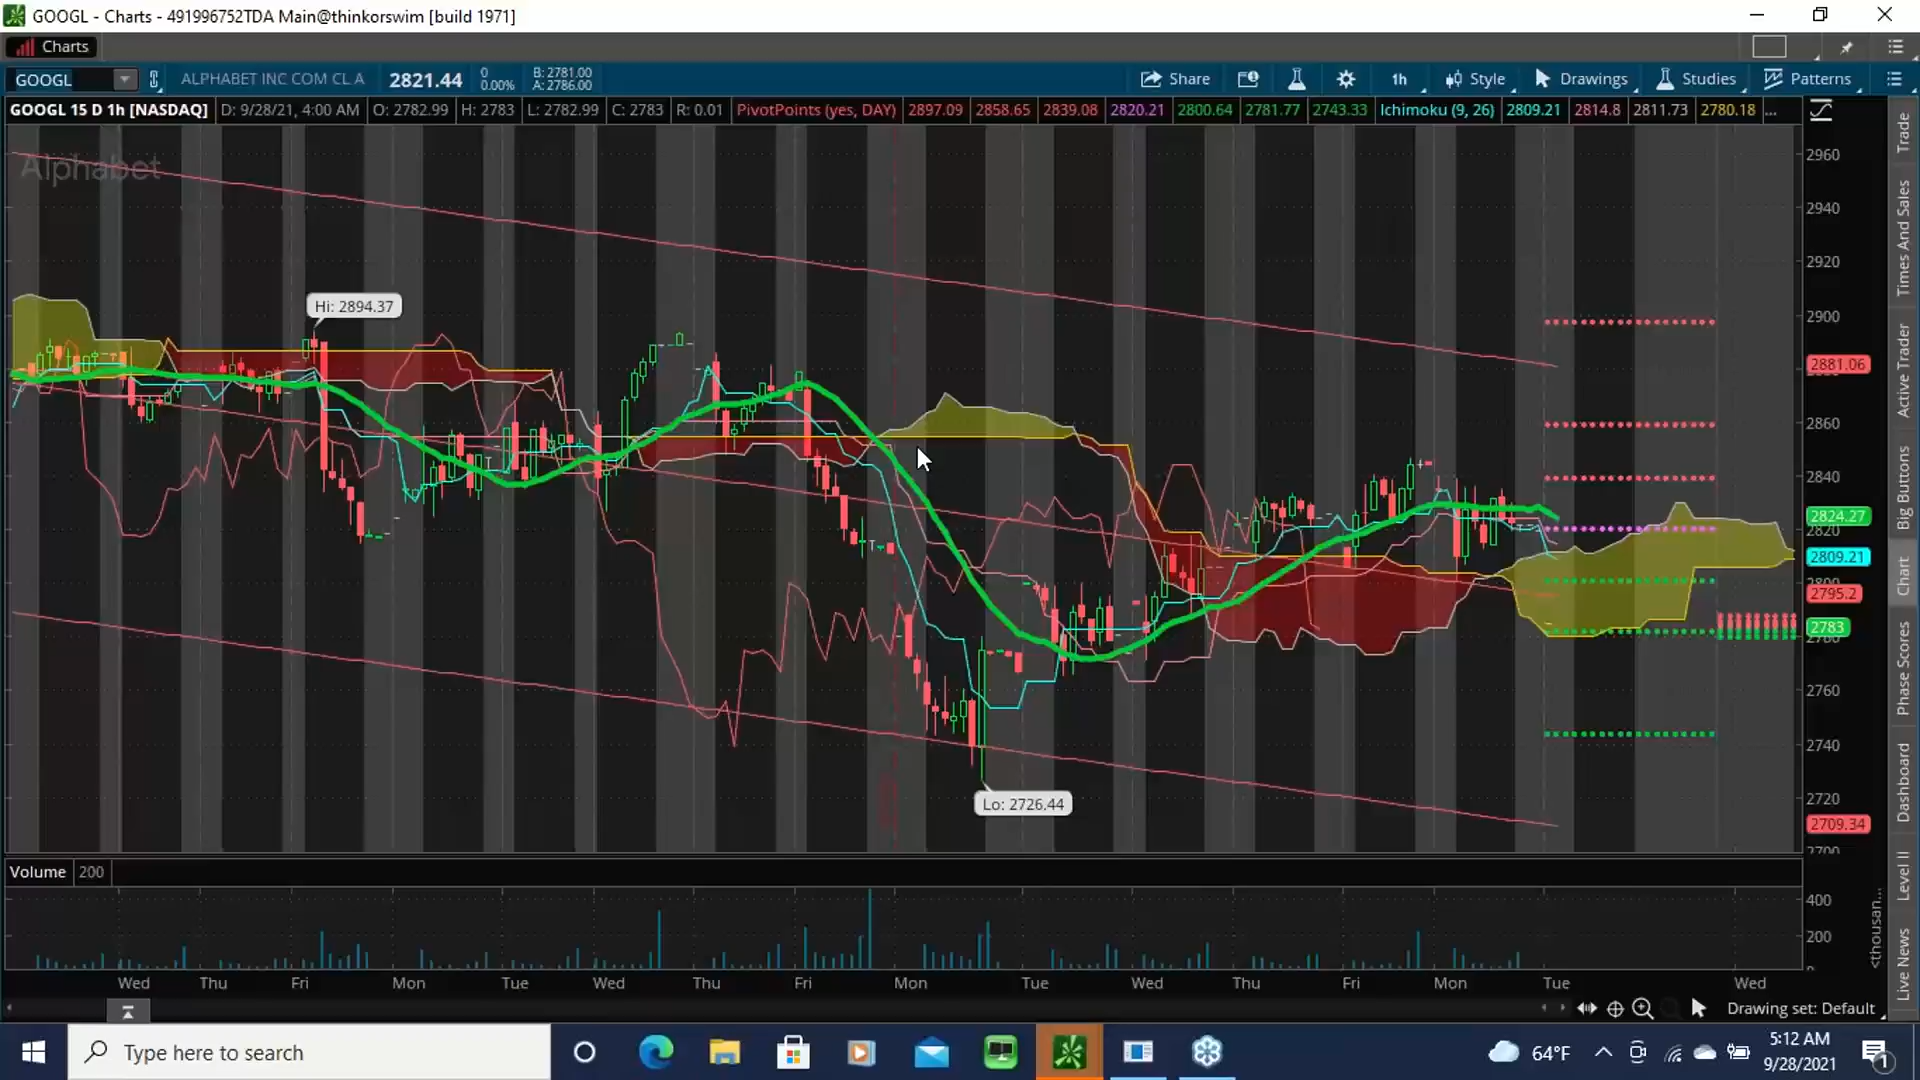 GOOGL - Charts - 491996752TDA Main@thinkorswim [build 1971]
Charts
GOOGL ALPHABET INC COM CL A 2821.44 0 0.00% B: 2781.00 A: 2786.00 Share 1h Style Drawings Studies Patterns
GOOGL 15 D 1h [NASDAQ] D: 9/28/21, 4:00 AM O: 2782.99 H: 2783 L: 2782.99 C: 2783 R: 0.01 PivotPoints (yes, DAY) 2897.09 2858.65 2839.08 2820.21 2800.64 2781.77 2743.33 Ichimoku (9, 26) 2809.21 2814.8 2811.73 2780.18 ...
Alphabet
Hi: 2894.37
Lo: 2726.44
2960
2940
2920
2900
2881.06
2860
2840
2824.27
2820
2809.21
2800
2795.2
2783
2780
2760
2740
2720
2709.34
2700
Volume 200
400
200
<thousan...
Wed Thu Fri Mon Tue Wed Thu Fri Mon Tue Wed Thu Fri Mon Tue Wed
Drawing set: Default
Trade
Times And Sales
Active Trader
Big Buttons
Chart
Phase Scores
Dashboard
Level II
Live News
Type here to search
64°F
5:12 AM
9/28/2021
1